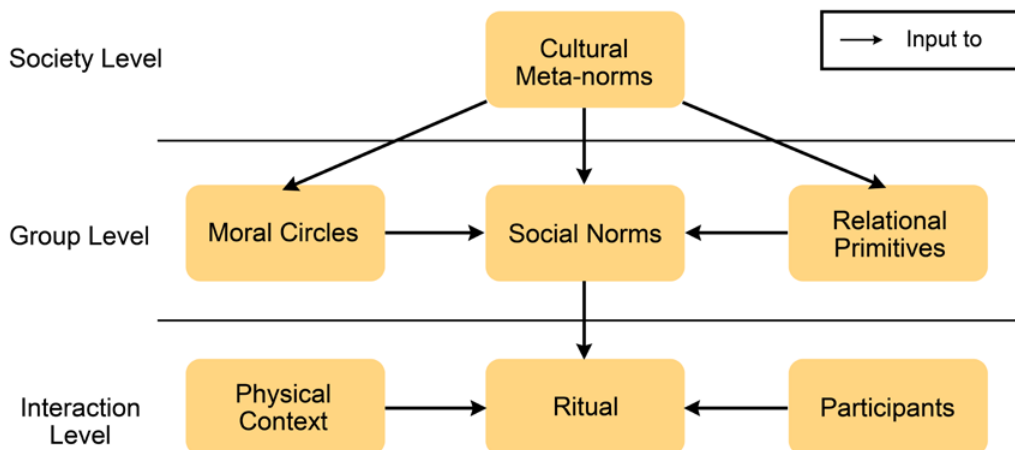 Society Level
Cultural
Meta-norms
Input to
Group Level
Moral Circles
Social Norms
Relational
Primitives
Interaction
Level
Physical
Context
Ritual
Participants